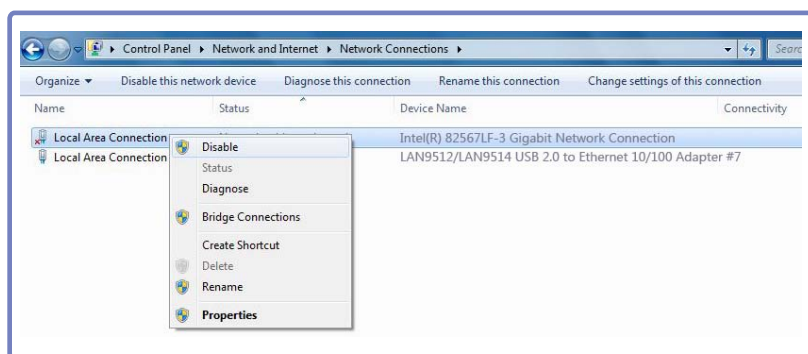 Control Panel ▸ Network and Internet ▸ Network Connections ▸
Organize Disable this network device Diagnose this connection Rename this connection Change settings of this connection
Name Status Device Name Connectivity
Local Area Connection Intel(R) 82567LF-3 Gigabit Network Connection
Local Area Connection LAN9512/LAN9514 USB 2.0 to Ethernet 10/100 Adapter #7
Disable
Status
Diagnose
Bridge Connections
Create Shortcut
Delete
Rename
Properties